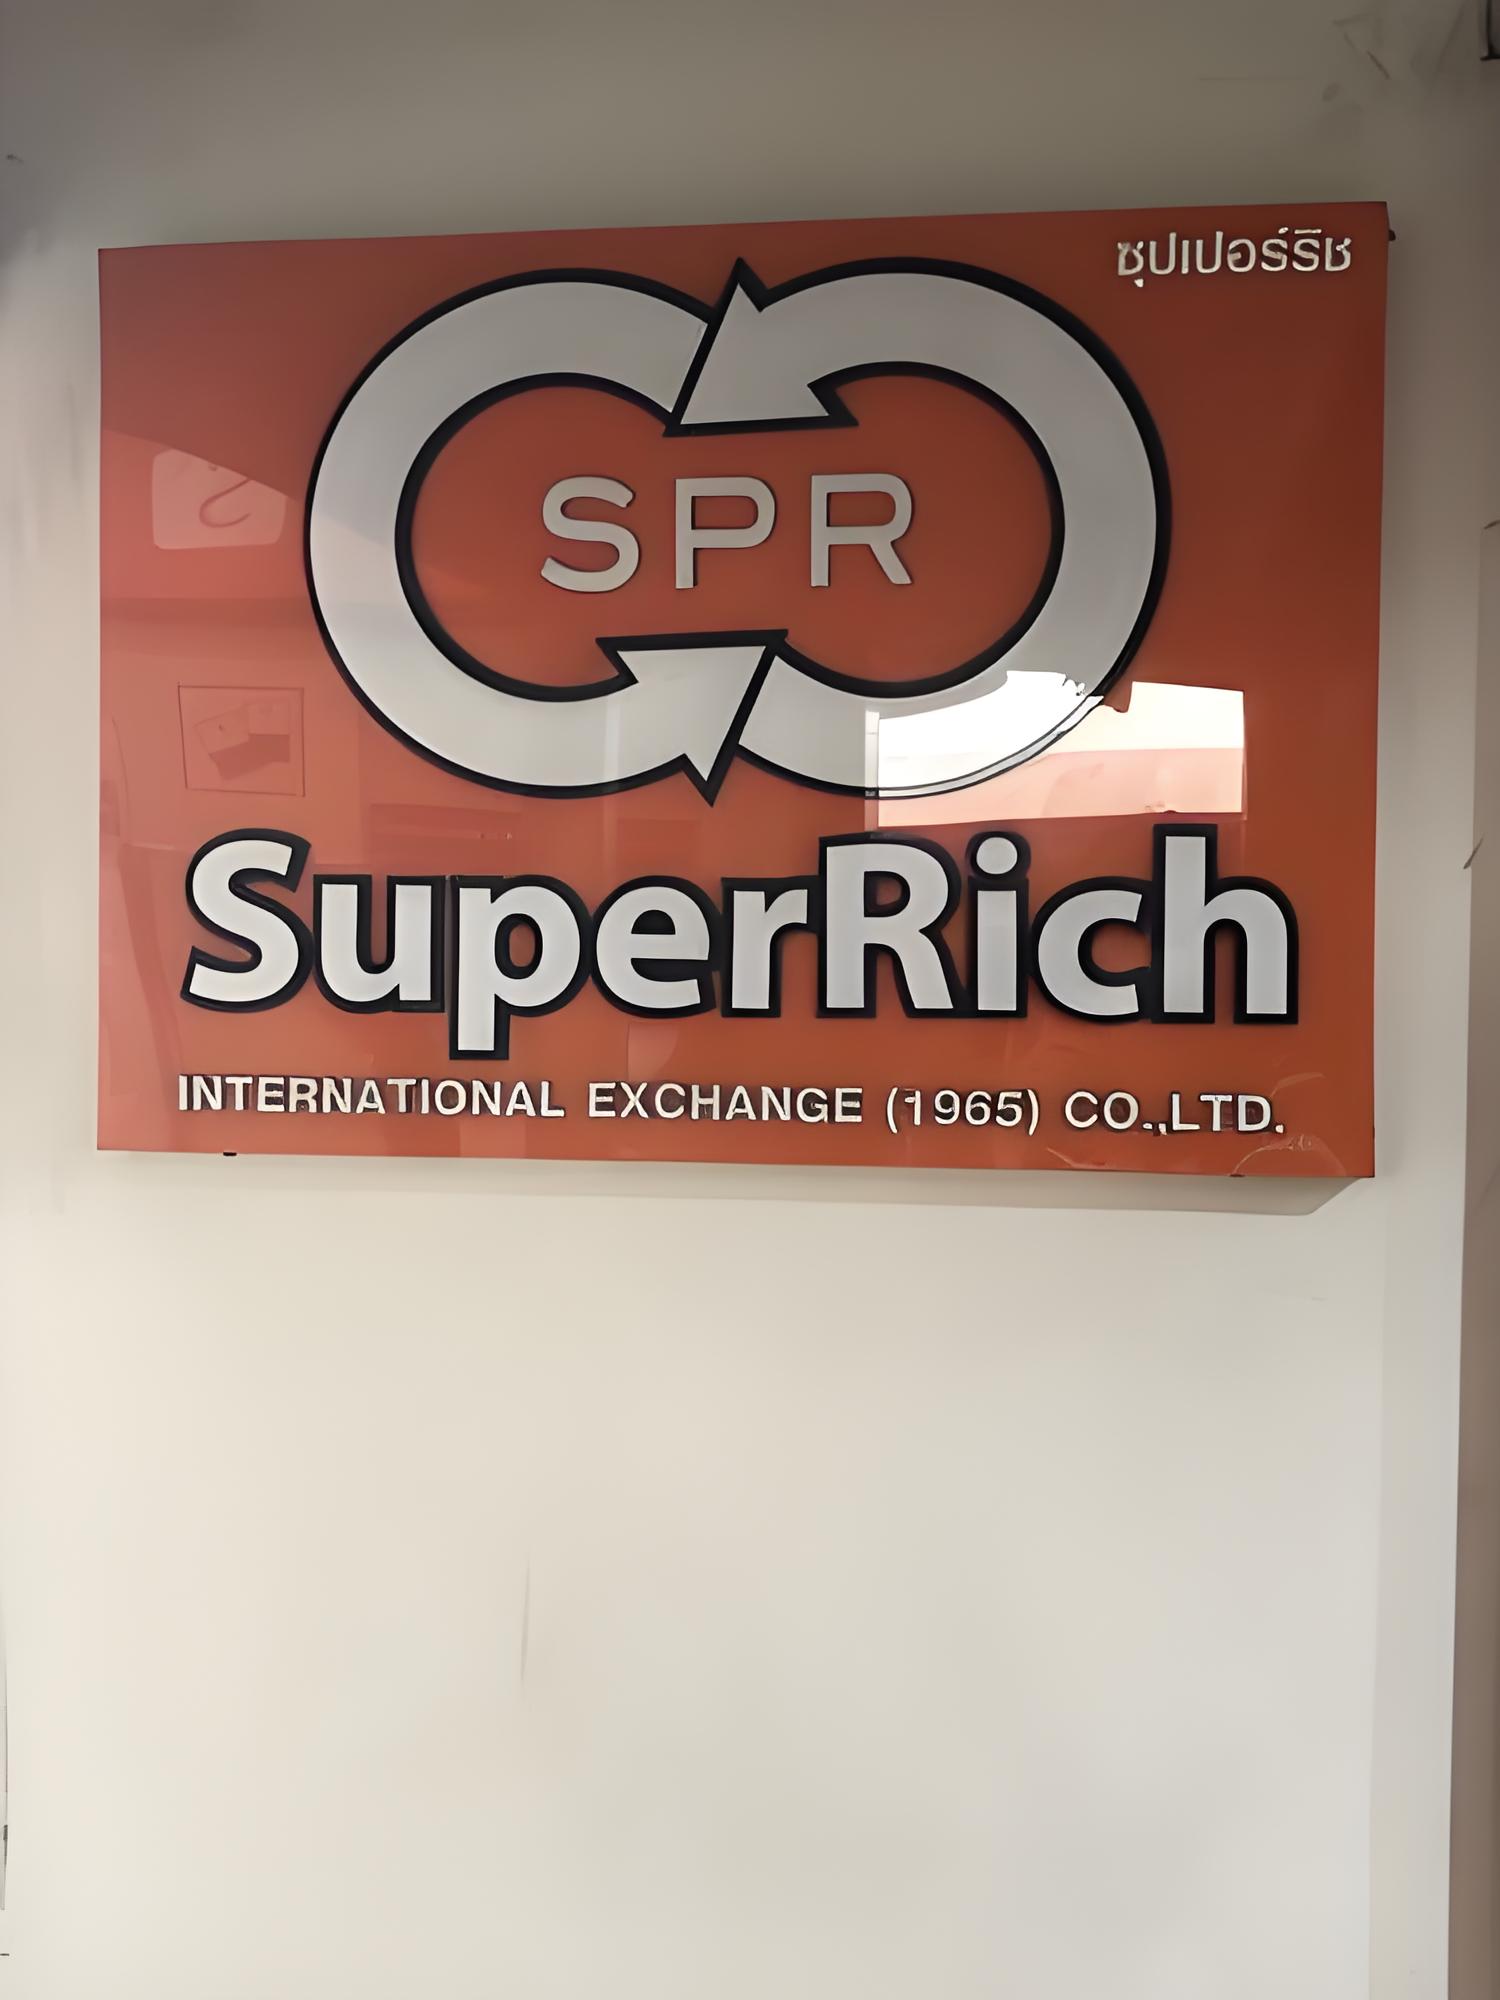 ซุปเปอร์ริช
SPR
SuperRich
INTERNATIONAL EXCHANGE (1965) CO.,LTD.